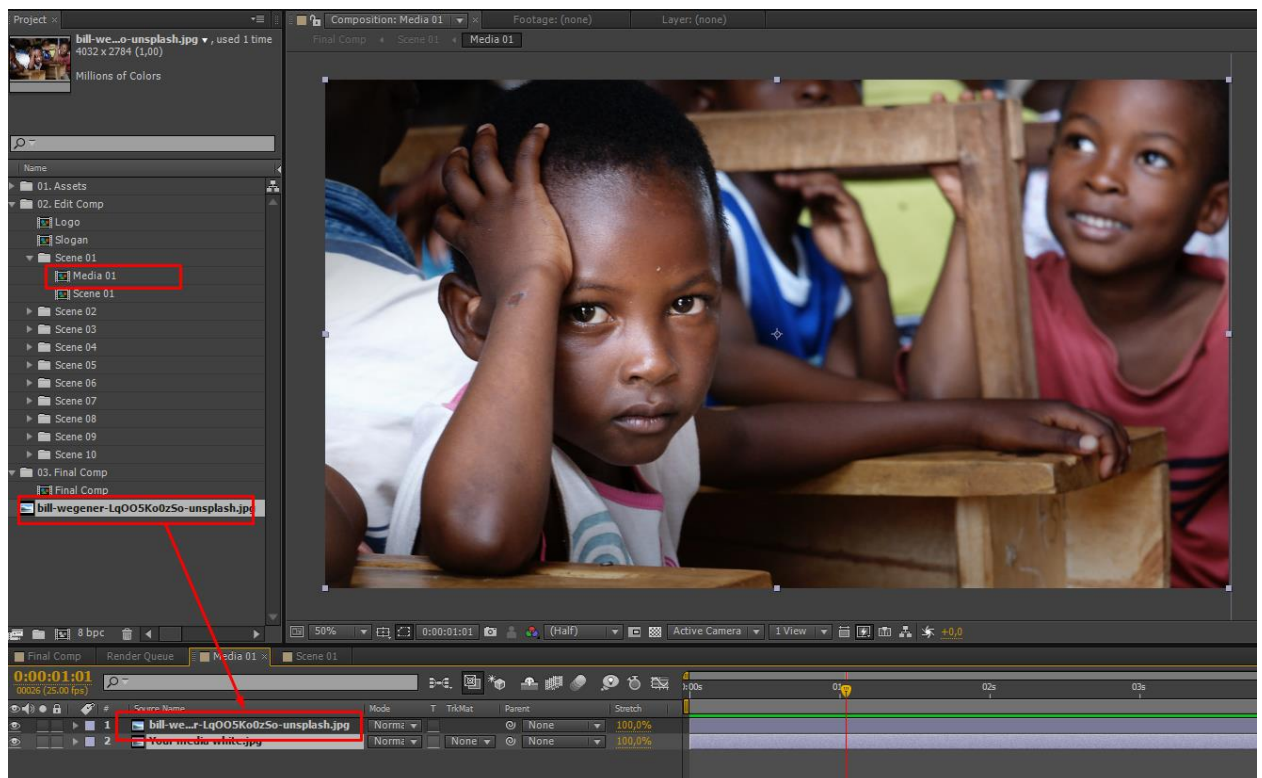 Project ×
bill-we...o-unsplash.jpg ▾ , used 1 time
4032 x 2784 (1,00)
Millions of Colors
Name
01. Assets
02. Edit Comp
Logo
Slogan
Scene 01
Media 01
Scene 01
Scene 02
Scene 03
Scene 04
Scene 05
Scene 06
Scene 07
Scene 08
Scene 09
Scene 10
03. Final Comp
Final Comp
bill-wegener-LqOO5Ko0zSo-unsplash.jpg
8 bpc
Composition: Media 01 × Footage: (none) Layer: (none)
Final Comp Scene 01 Media 01
50% 0:00:01:01 (Half) Active Camera 1 View +0,0
Final Comp Render Queue Media 01 × Scene 01
0:00:01:01
00026 (25.00 fps)
):00s 01s 02s 03s
# Source Name Mode T TrkMat Parent Stretch
1 bill-we...r-LqOO5Ko0zSo-unsplash.jpg Norma None 100,0%
2 Your media white.jpg Norma None None 100,0%